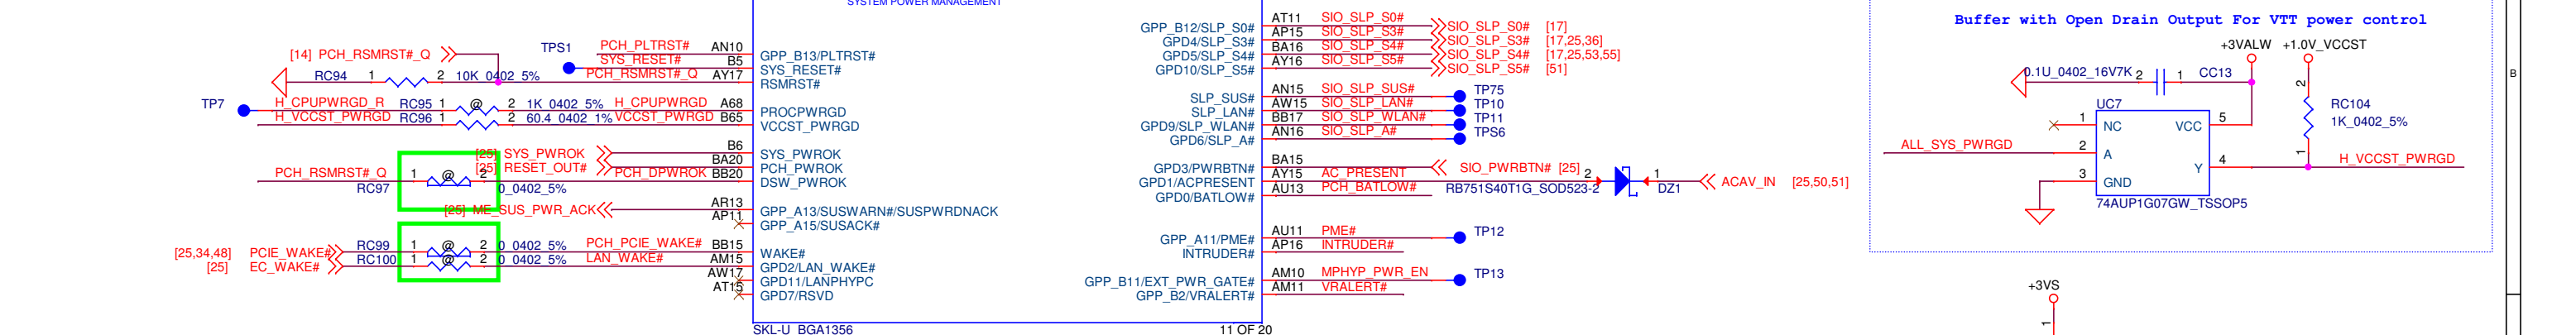 SYSTEM POWER MANAGEMENT
[14] PCH_RSMRST#_Q
TPS1
PCH_PLTRST# AN10 GPP_B13/PLTRST#
SYS_RESET# B5 SYS_RESET#
RC94 1 2 10K_0402_5% PCH_RSMRST#_Q AY17 RSMRST#
TP7 H_CPUPWRGD_R RC95 1 @ 2 1K_0402_5% H_CPUPWRGD A68 PROCPWRGD
H_VCCST_PWRGD RC96 1 2 60.4_0402_1% VCCST_PWRGD B65 VCCST_PWRGD
[25] SYS_PWROK B6 SYS_PWROK
[25] RESET_OUT# BA20 PCH_PWROK
PCH_RSMRST#_Q RC97 1 @ 2 0_0402_5% PCH_DPWROK BB20 DSW_PWROK
[25] ME_SUS_PWR_ACK AR13 GPP_A13/SUSWARN#/SUSPWRDNACK
AP11 GPP_A15/SUSACK#
[25,34,48] PCIE_WAKE# RC99 1 @ 2 0_0402_5% PCH_PCIE_WAKE# BB15 WAKE#
[25] EC_WAKE# RC100 1 @ 2 0_0402_5% LAN_WAKE# AM15 GPD2/LAN_WAKE#
AW17 GPD11/LANPHYPC
AT15 GPD7/RSVD
SKL-U_BGA1356
11 OF 20
GPP_B12/SLP_S0# AT11 SIO_SLP_S0# SIO_SLP_S0# [17]
GPD4/SLP_S3# AP15 SIO_SLP_S3# SIO_SLP_S3# [17,25,36]
GPD5/SLP_S4# BA16 SIO_SLP_S4# SIO_SLP_S4# [17,25,53,55]
GPD10/SLP_S5# AY16 SIO_SLP_S5# SIO_SLP_S5# [51]
SLP_SUS# AN15 SIO_SLP_SUS# TP75
SLP_LAN# AW15 SIO_SLP_LAN# TP10
GPD9/SLP_WLAN# BB17 SIO_SLP_WLAN# TP11
GPD6/SLP_A# AN16 SIO_SLP_A# TPS6
GPD3/PWRBTN# BA15 SIO_PWRBTN# [25]
GPD1/ACPRESENT AY15 AC_PRESENT 2 1 ACAV_IN [25,50,51]
GPD0/BATLOW# AU13 PCH_BATLOW# RB751S40T1G_SOD523-2 DZ1
GPP_A11/PME# AU11 PME# TP12
INTRUDER# AP16 INTRUDER#
GPP_B11/EXT_PWR_GATE# AM10 MPHYP_PWR_EN TP13
GPP_B2/VRALERT# AM11 VRALERT#
Buffer with Open Drain Output For VTT power control
+3VALW +1.0V_VCCST
0.1U_0402_16V7K 2 1 CC13
2
UC7
RC104
1K_0402_5%
1 NC VCC 5
ALL_SYS_PWRGD 2 A
1
Y 4 H_VCCST_PWRGD
3 GND
74AUP1G07GW_TSSOP5
+3VS
1
B